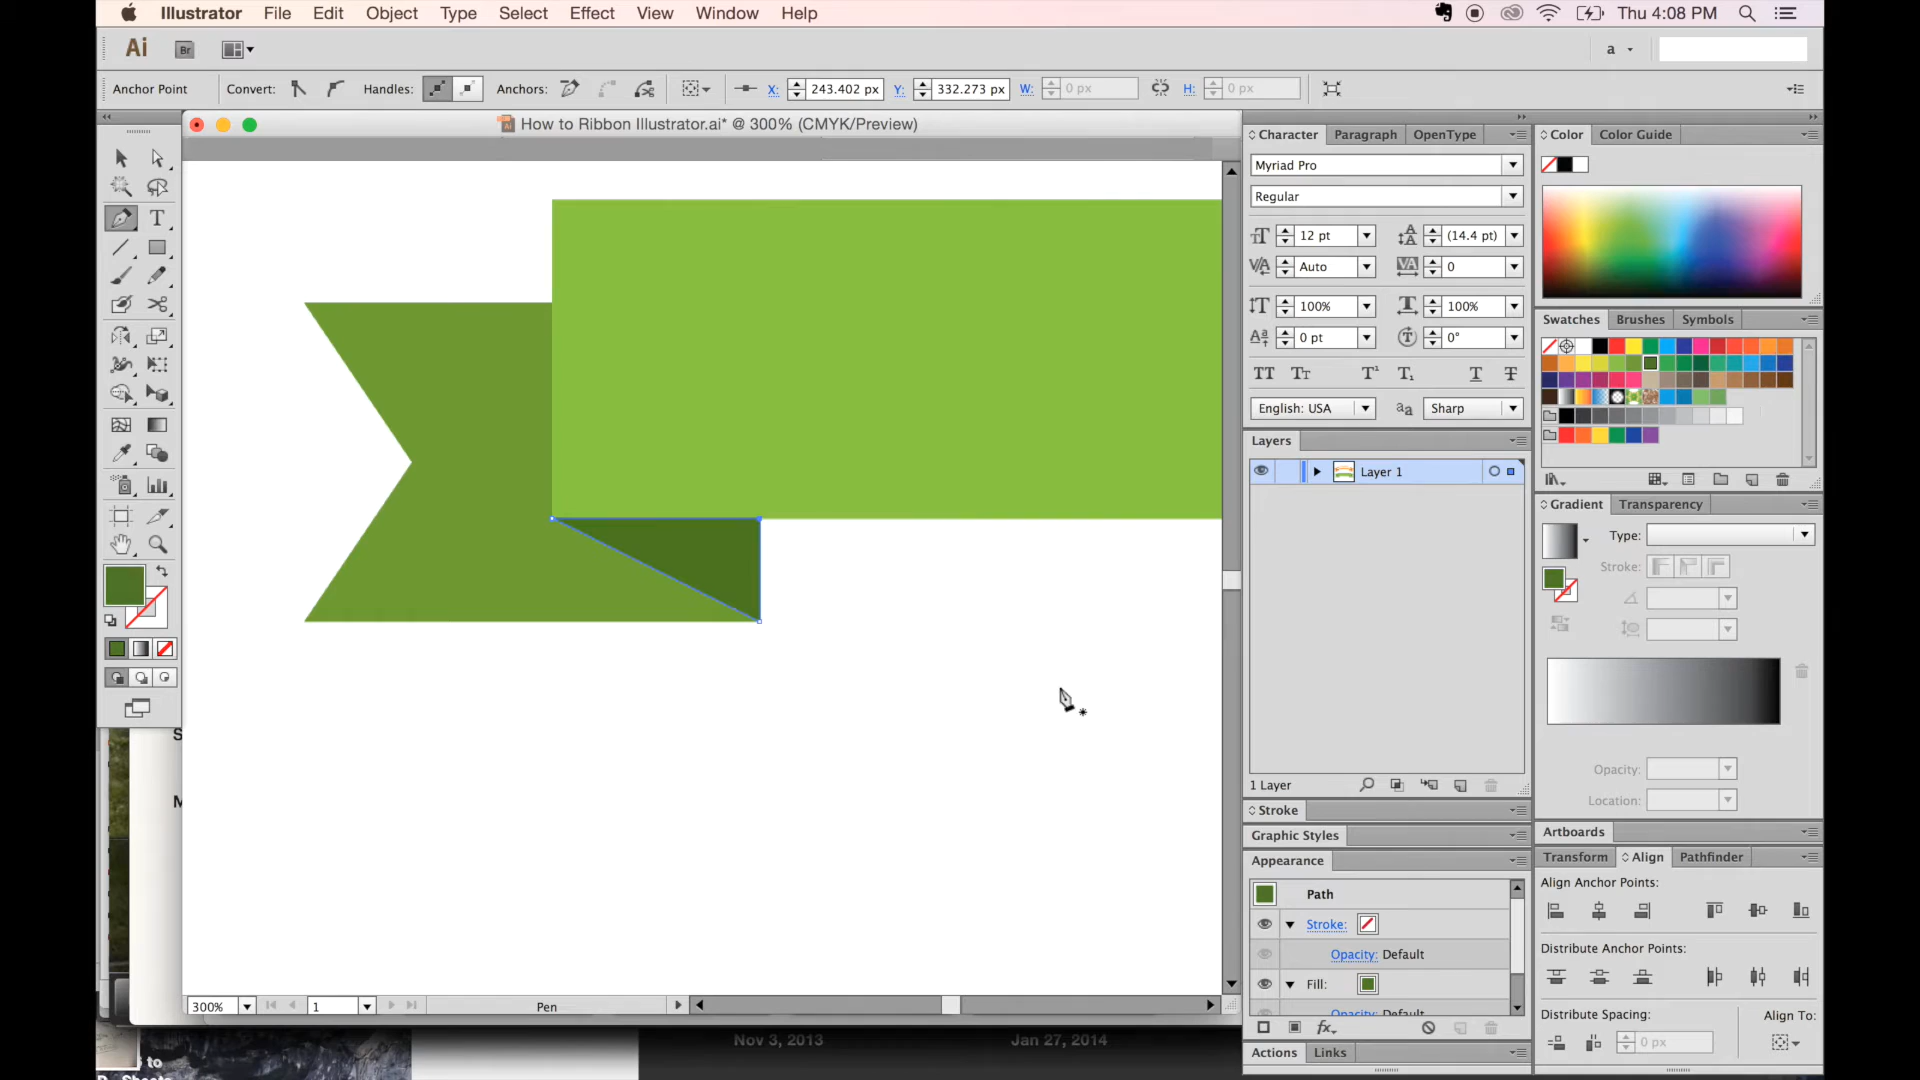 Illustrator File Edit Object Type Select Effect View Window Help Thu 4:08 PM
Ai Br a
Anchor Point Convert: Handles: Anchors: X: 243.402 px Y: 332.273 px W: 0 px H: 0 px
How to Ribbon Illustrator.ai* @ 300% (CMYK/Preview)
Character Paragraph OpenType
Myriad Pro
Regular
12 pt (14.4 pt)
Auto 0
100% 100%
0 pt 0°
English: USA Sharp
Layers
Layer 1
1 Layer
Stroke
Graphic Styles
Appearance
Path
Stroke:
Opacity: Default
Fill:
Opacity: Default
Actions Links
Color Color Guide
Swatches Brushes Symbols
Gradient Transparency
Type:
Stroke:
Opacity:
Location:
Artboards
Transform Align Pathfinder
Align Anchor Points:
Distribute Anchor Points:
Distribute Spacing: Align To:
0 px
300% 1 Pen
Nov 3, 2013 Jan 27, 2014